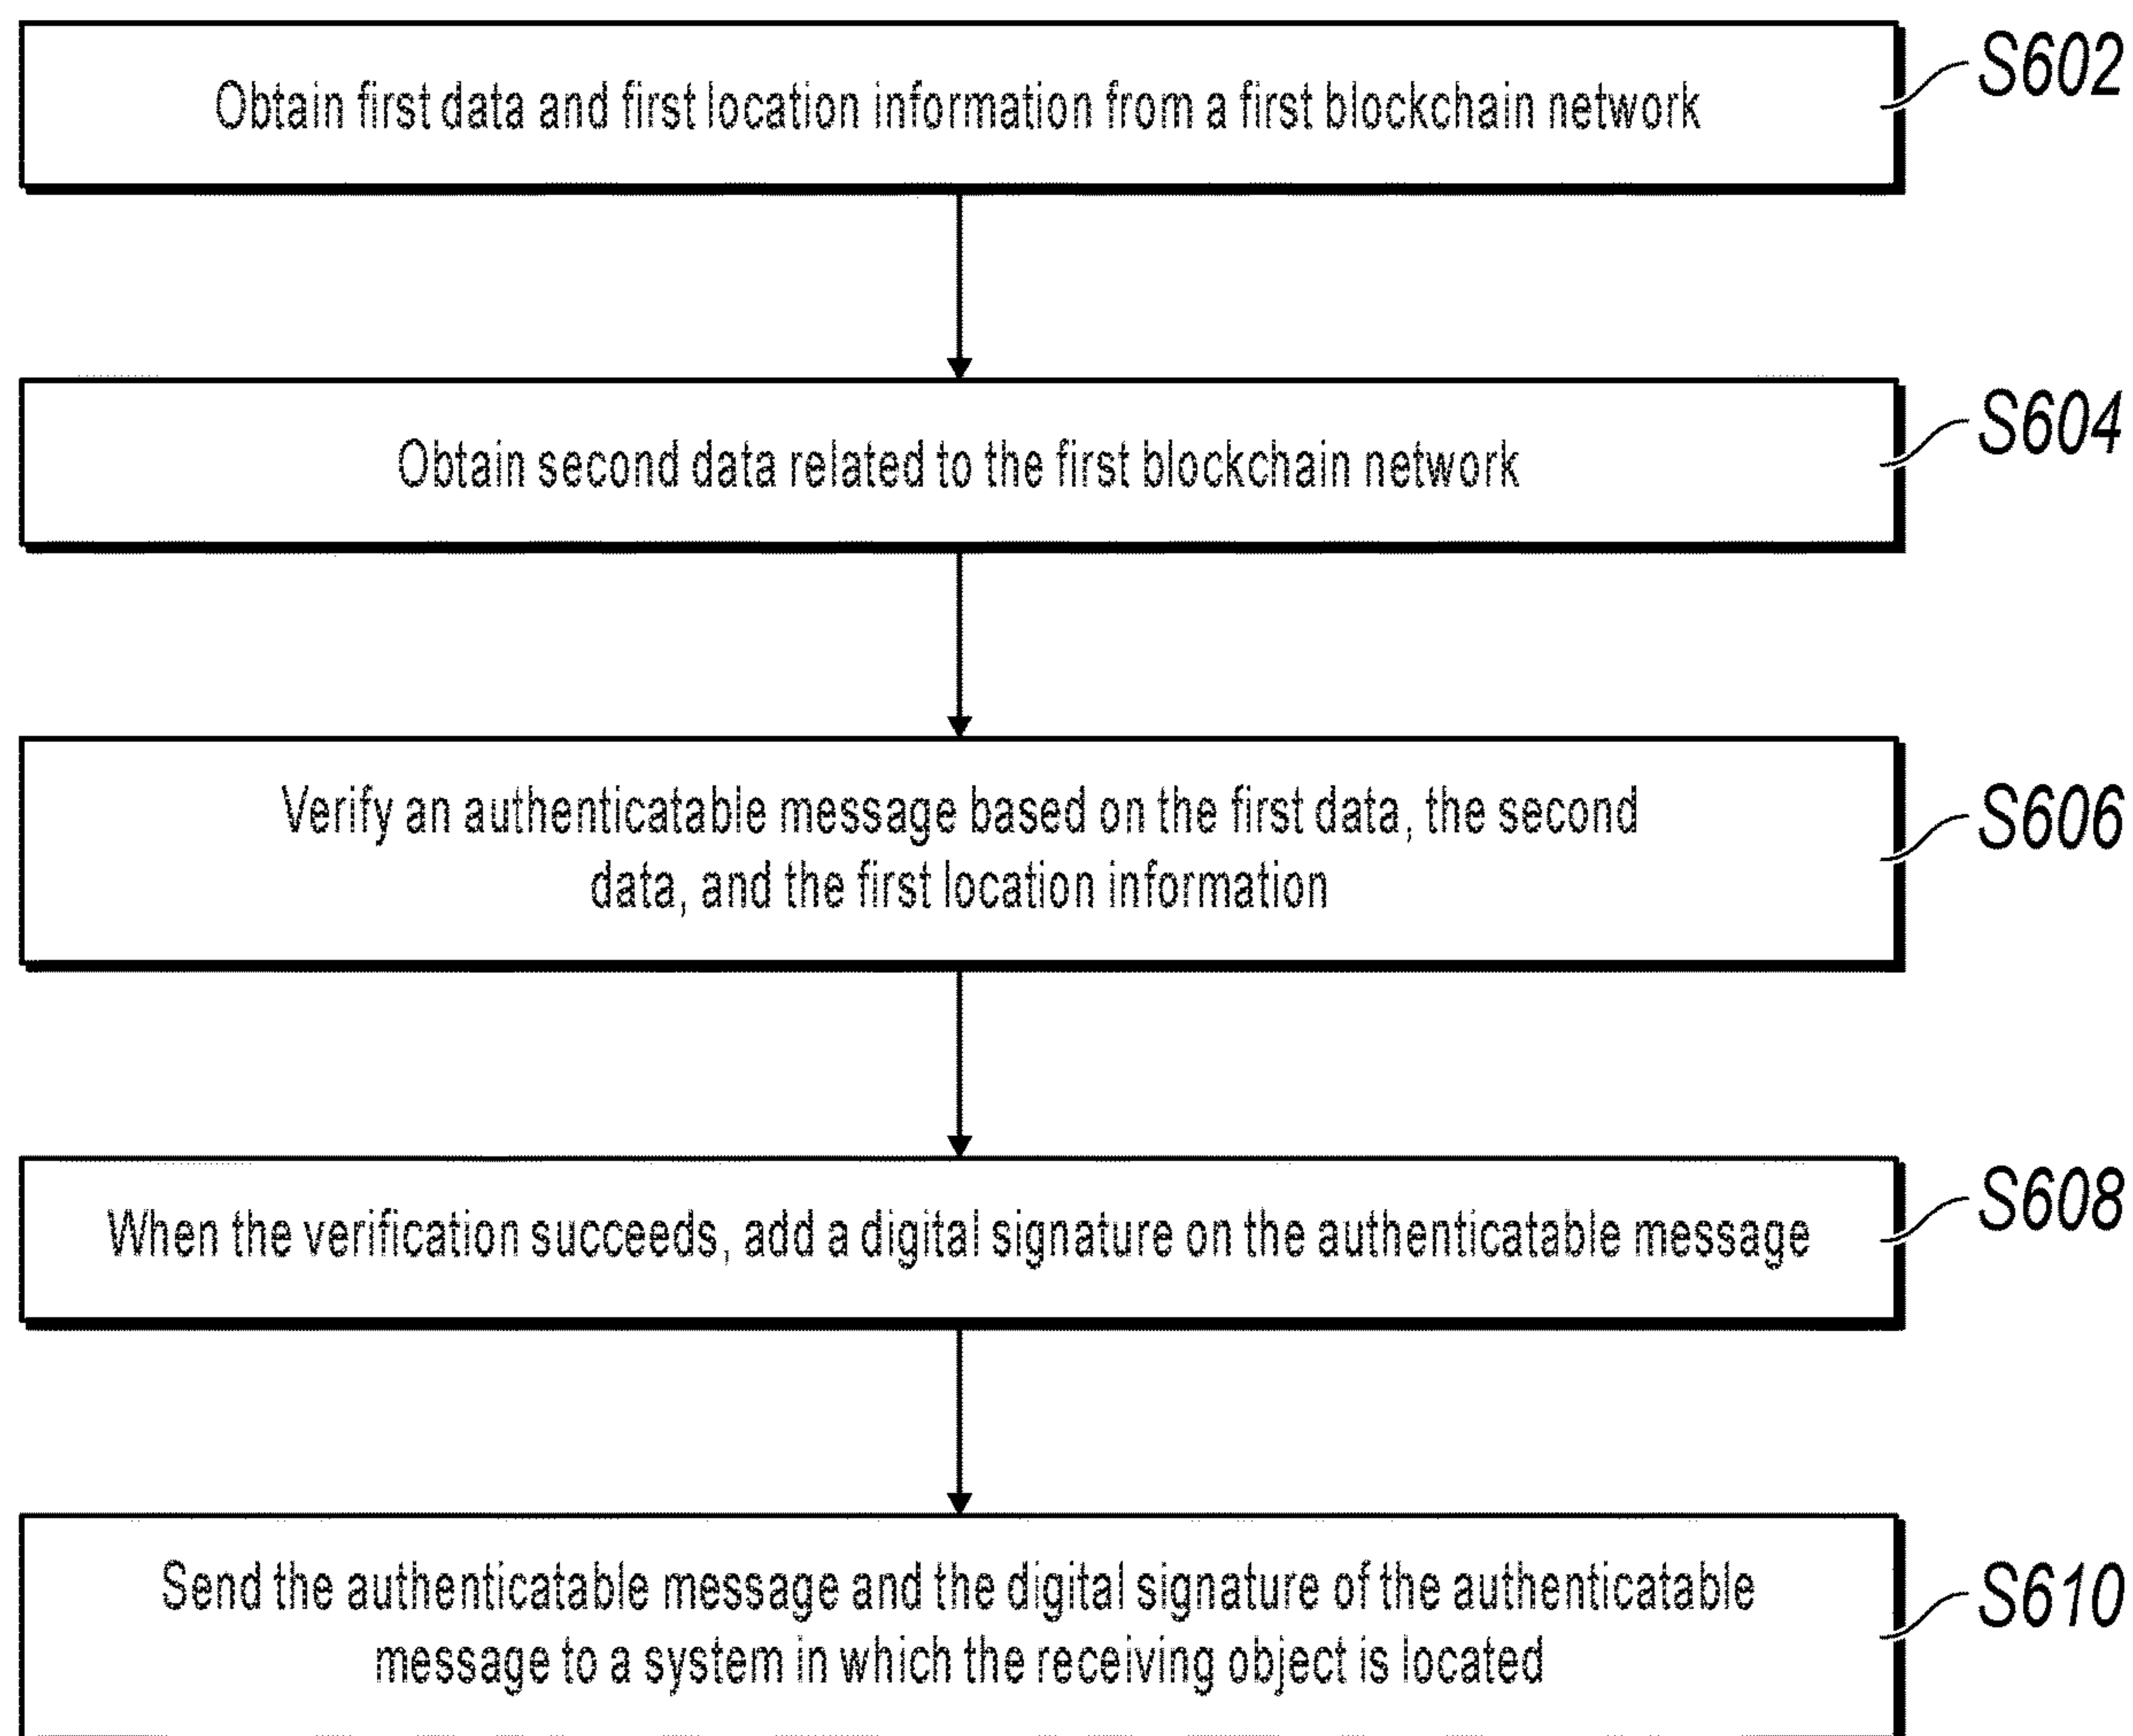 Obtain first data and first location information from a first blockchain network
S602
Obtain second data related to the first blockchain network
S604
Verify an authenticatable message based on the first data, the second
data, and the first location information
S606
When the verification succeeds, add a digital signature on the authenticatable message
S608
Send the authenticatable message and the digital signature of the authenticatable
message to a system in which the receiving object is located
S610